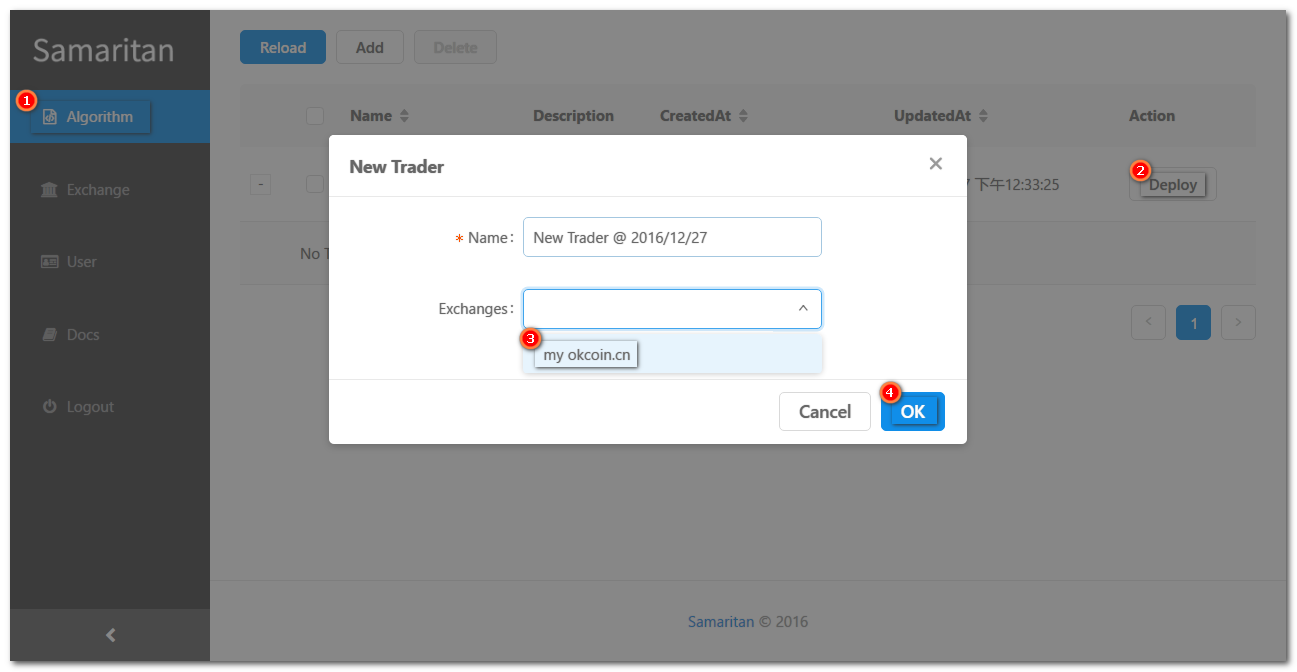 Samaritan
Reload Add Delete
1
Algorithm
Name Description CreatedAt UpdatedAt Action
New Trader
Exchange
- 下午12:33:25
2
Deploy
* Name: New Trader @ 2016/12/27
No T
User
Exchanges:
Docs
3
my okcoin.cn
< 1 >
4
Cancel OK
Logout
Samaritan © 2016